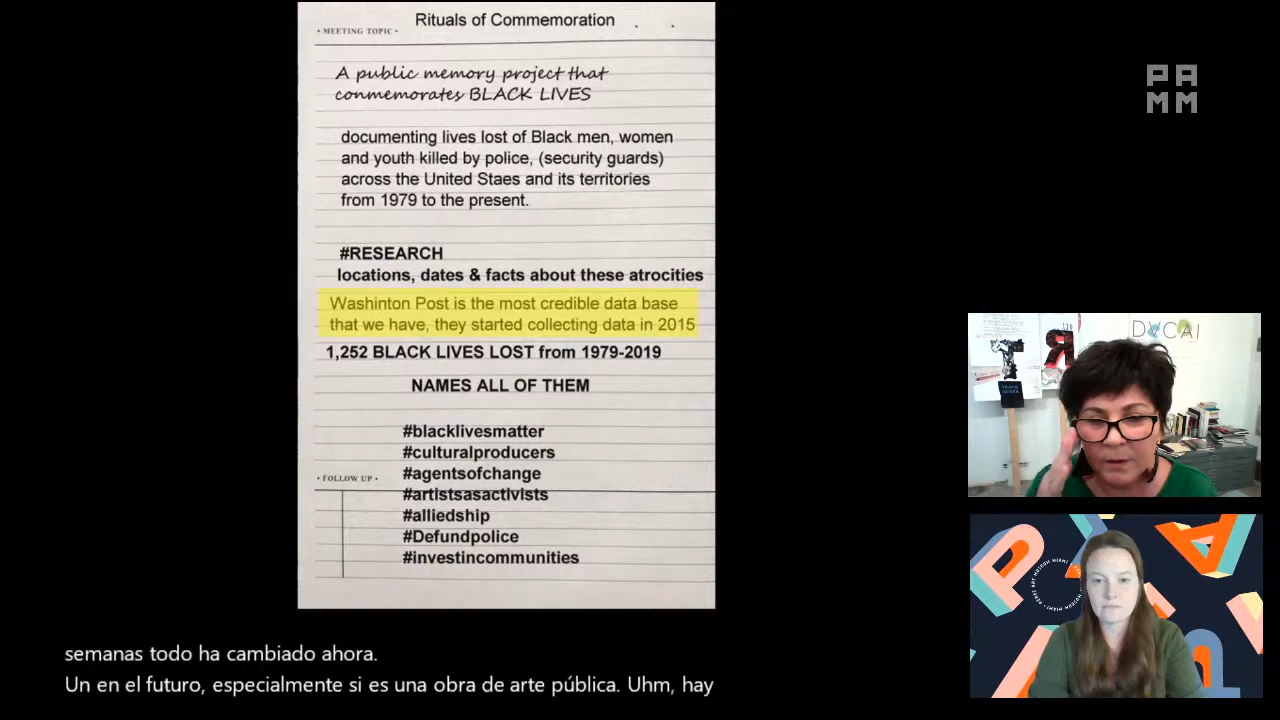 Rituals of Commemoration
• MEETING TOPIC •
A public memory project that
conmemorates BLACK LIVES
documenting lives lost of Black men, women
and youth killed by police, (security guards)
across the United Staes and its territories
from 1979 to the present.
#RESEARCH
locations, dates & facts about these atrocities
Washinton Post is the most credible data base
that we have, they started collecting data in 2015
1,252 BLACK LIVES LOST from 1979-2019
NAMES ALL OF THEM
#blacklivesmatter
#culturalproducers
#agentsofchange
• FOLLOW UP •
#artistsasactivists
#alliedship
#Defundpolice
#investincommunities
PA
MM
DVCAI
semanas todo ha cambiado ahora.
Un en el futuro, especialmente si es una obra de arte pública. Uhm, hay